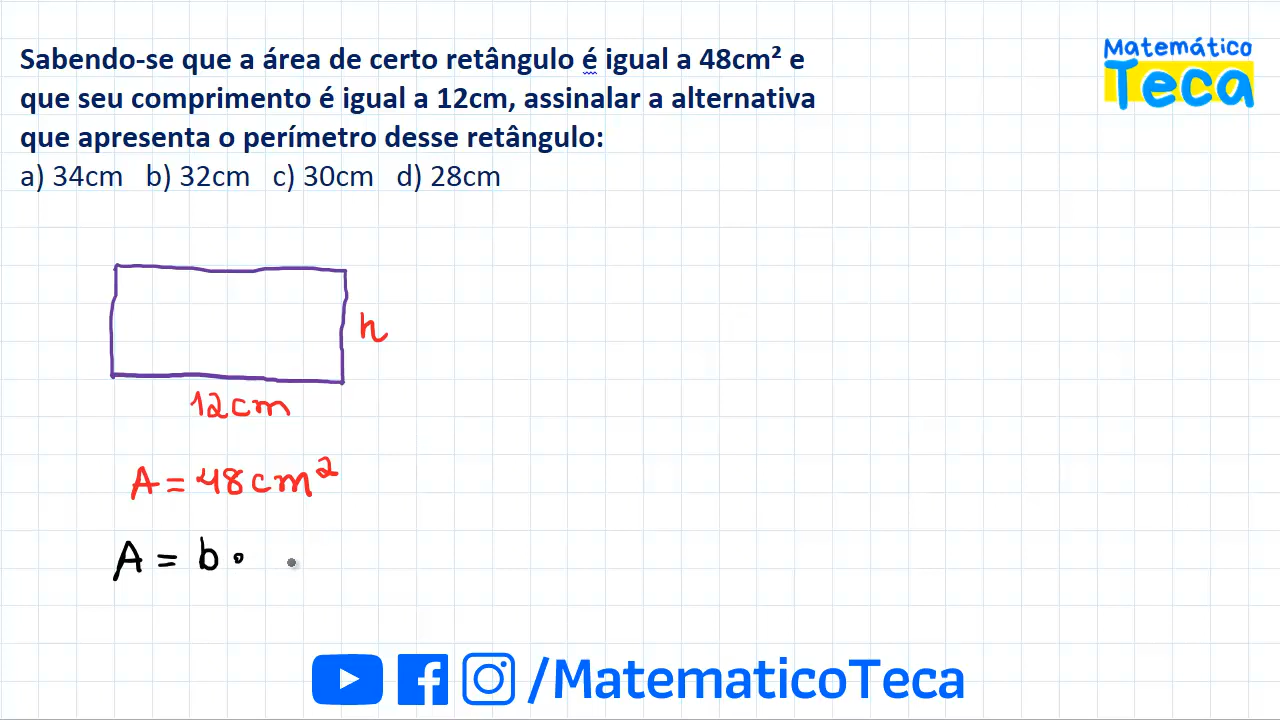 Sabendo-se que a área de certo retângulo é igual a 48cm² e
que seu comprimento é igual a 12cm, assinalar a alternativa
que apresenta o perímetro desse retângulo:
a) 34cm b) 32cm c) 30cm d) 28cm
Matemático
Teca
h
12cm
A = 48cm²
A = b·
/MatematicoTeca